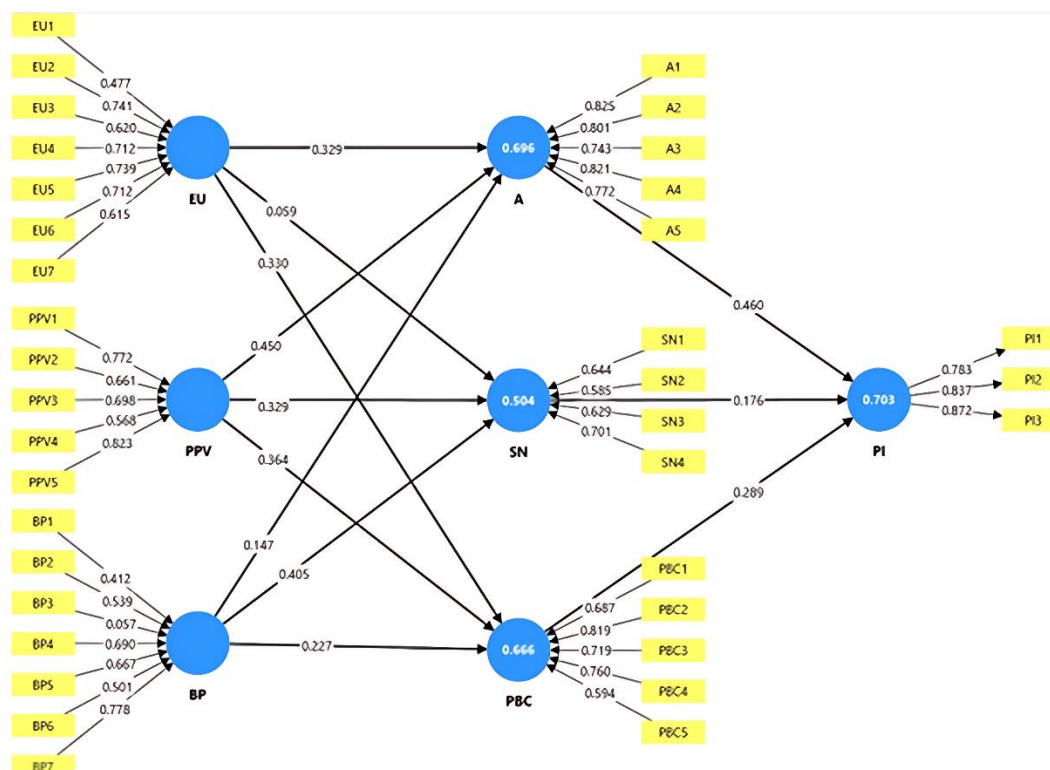 EU1
EU2
EU3
EU4
EU5
EU6
EU7
0.477
0.741
0.620
0.712
0.739
0.712
0.615
EU
PPV1
PPV2
PPV3
PPV4
PPV5
0.772
0.661
0.698
0.568
0.823
PPV
BP1
BP2
BP3
BP4
BP5
BP6
BP7
0.412
0.539
0.057
0.690
0.667
0.501
0.778
BP
0.329
0.059
0.330
0.450
0.329
0.364
0.147
0.405
0.227
0.696
A
0.825
0.801
0.743
0.821
0.772
A1
A2
A3
A4
A5
0.504
SN
0.644
0.585
0.629
0.701
SN1
SN2
SN3
SN4
0.666
PBC
0.687
0.819
0.719
0.760
0.594
PBC1
PBC2
PBC3
PBC4
PBC5
0.460
0.176
0.289
0.703
PI
0.783
0.837
0.872
PI1
PI2
PI3